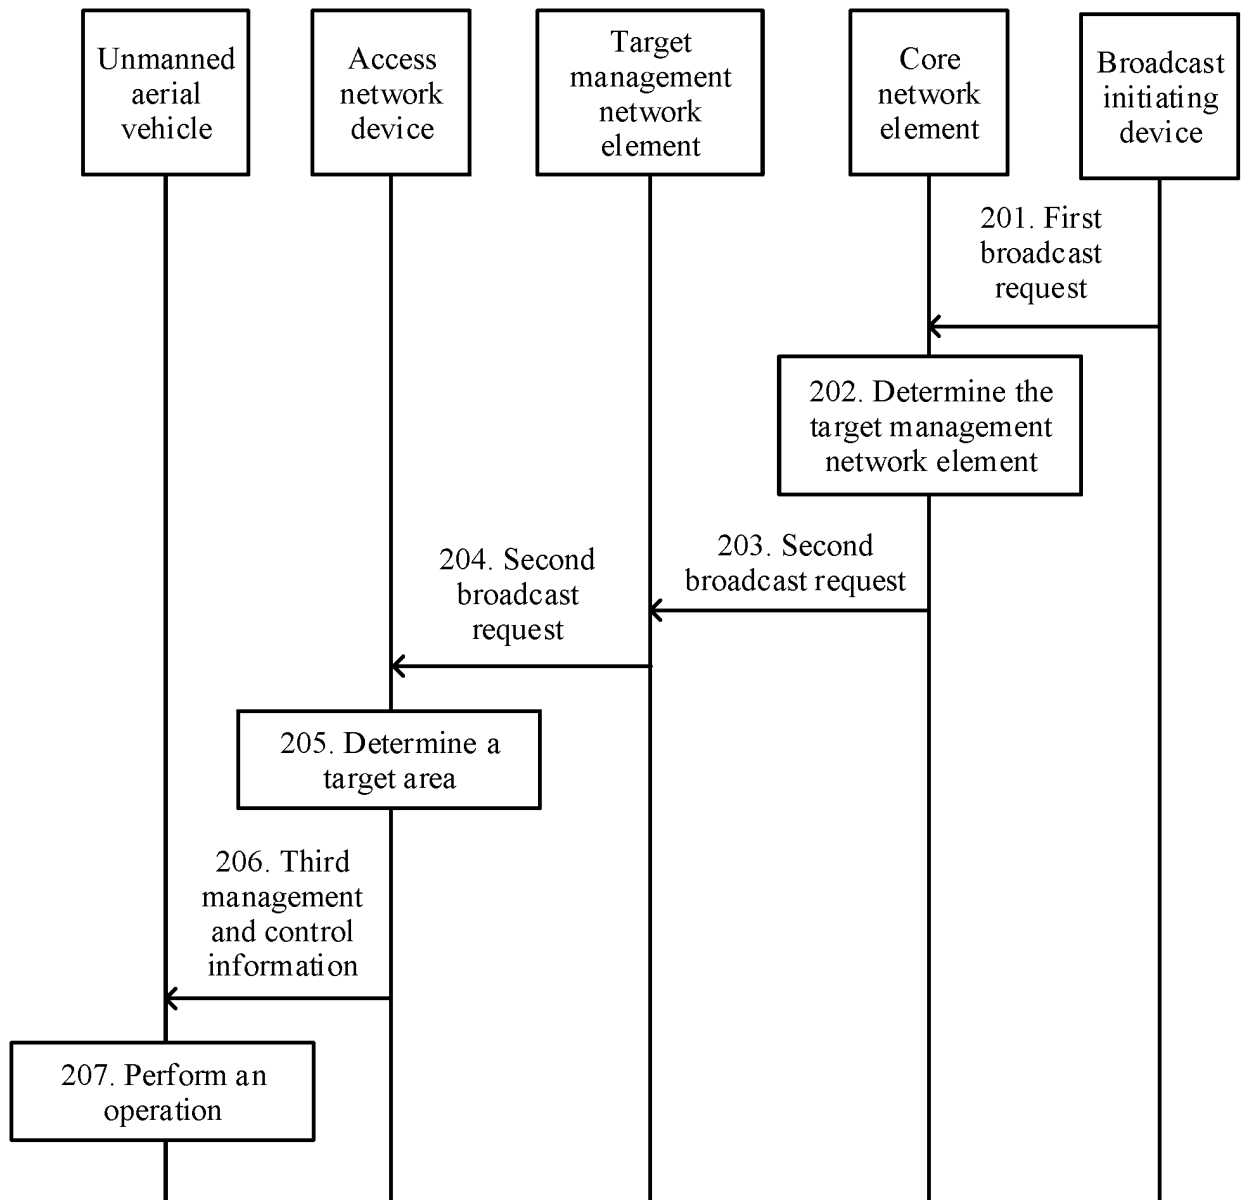 Unmanned
aerial
vehicle
Access
network
device
Target
management
network
element
Core
network
element
Broadcast
initiating
device
201. First
broadcast
request
202. Determine the
target management
network element
203. Second
broadcast request
204. Second
broadcast
request
205. Determine a
target area
206. Third
management
and control
information
207. Perform an
operation